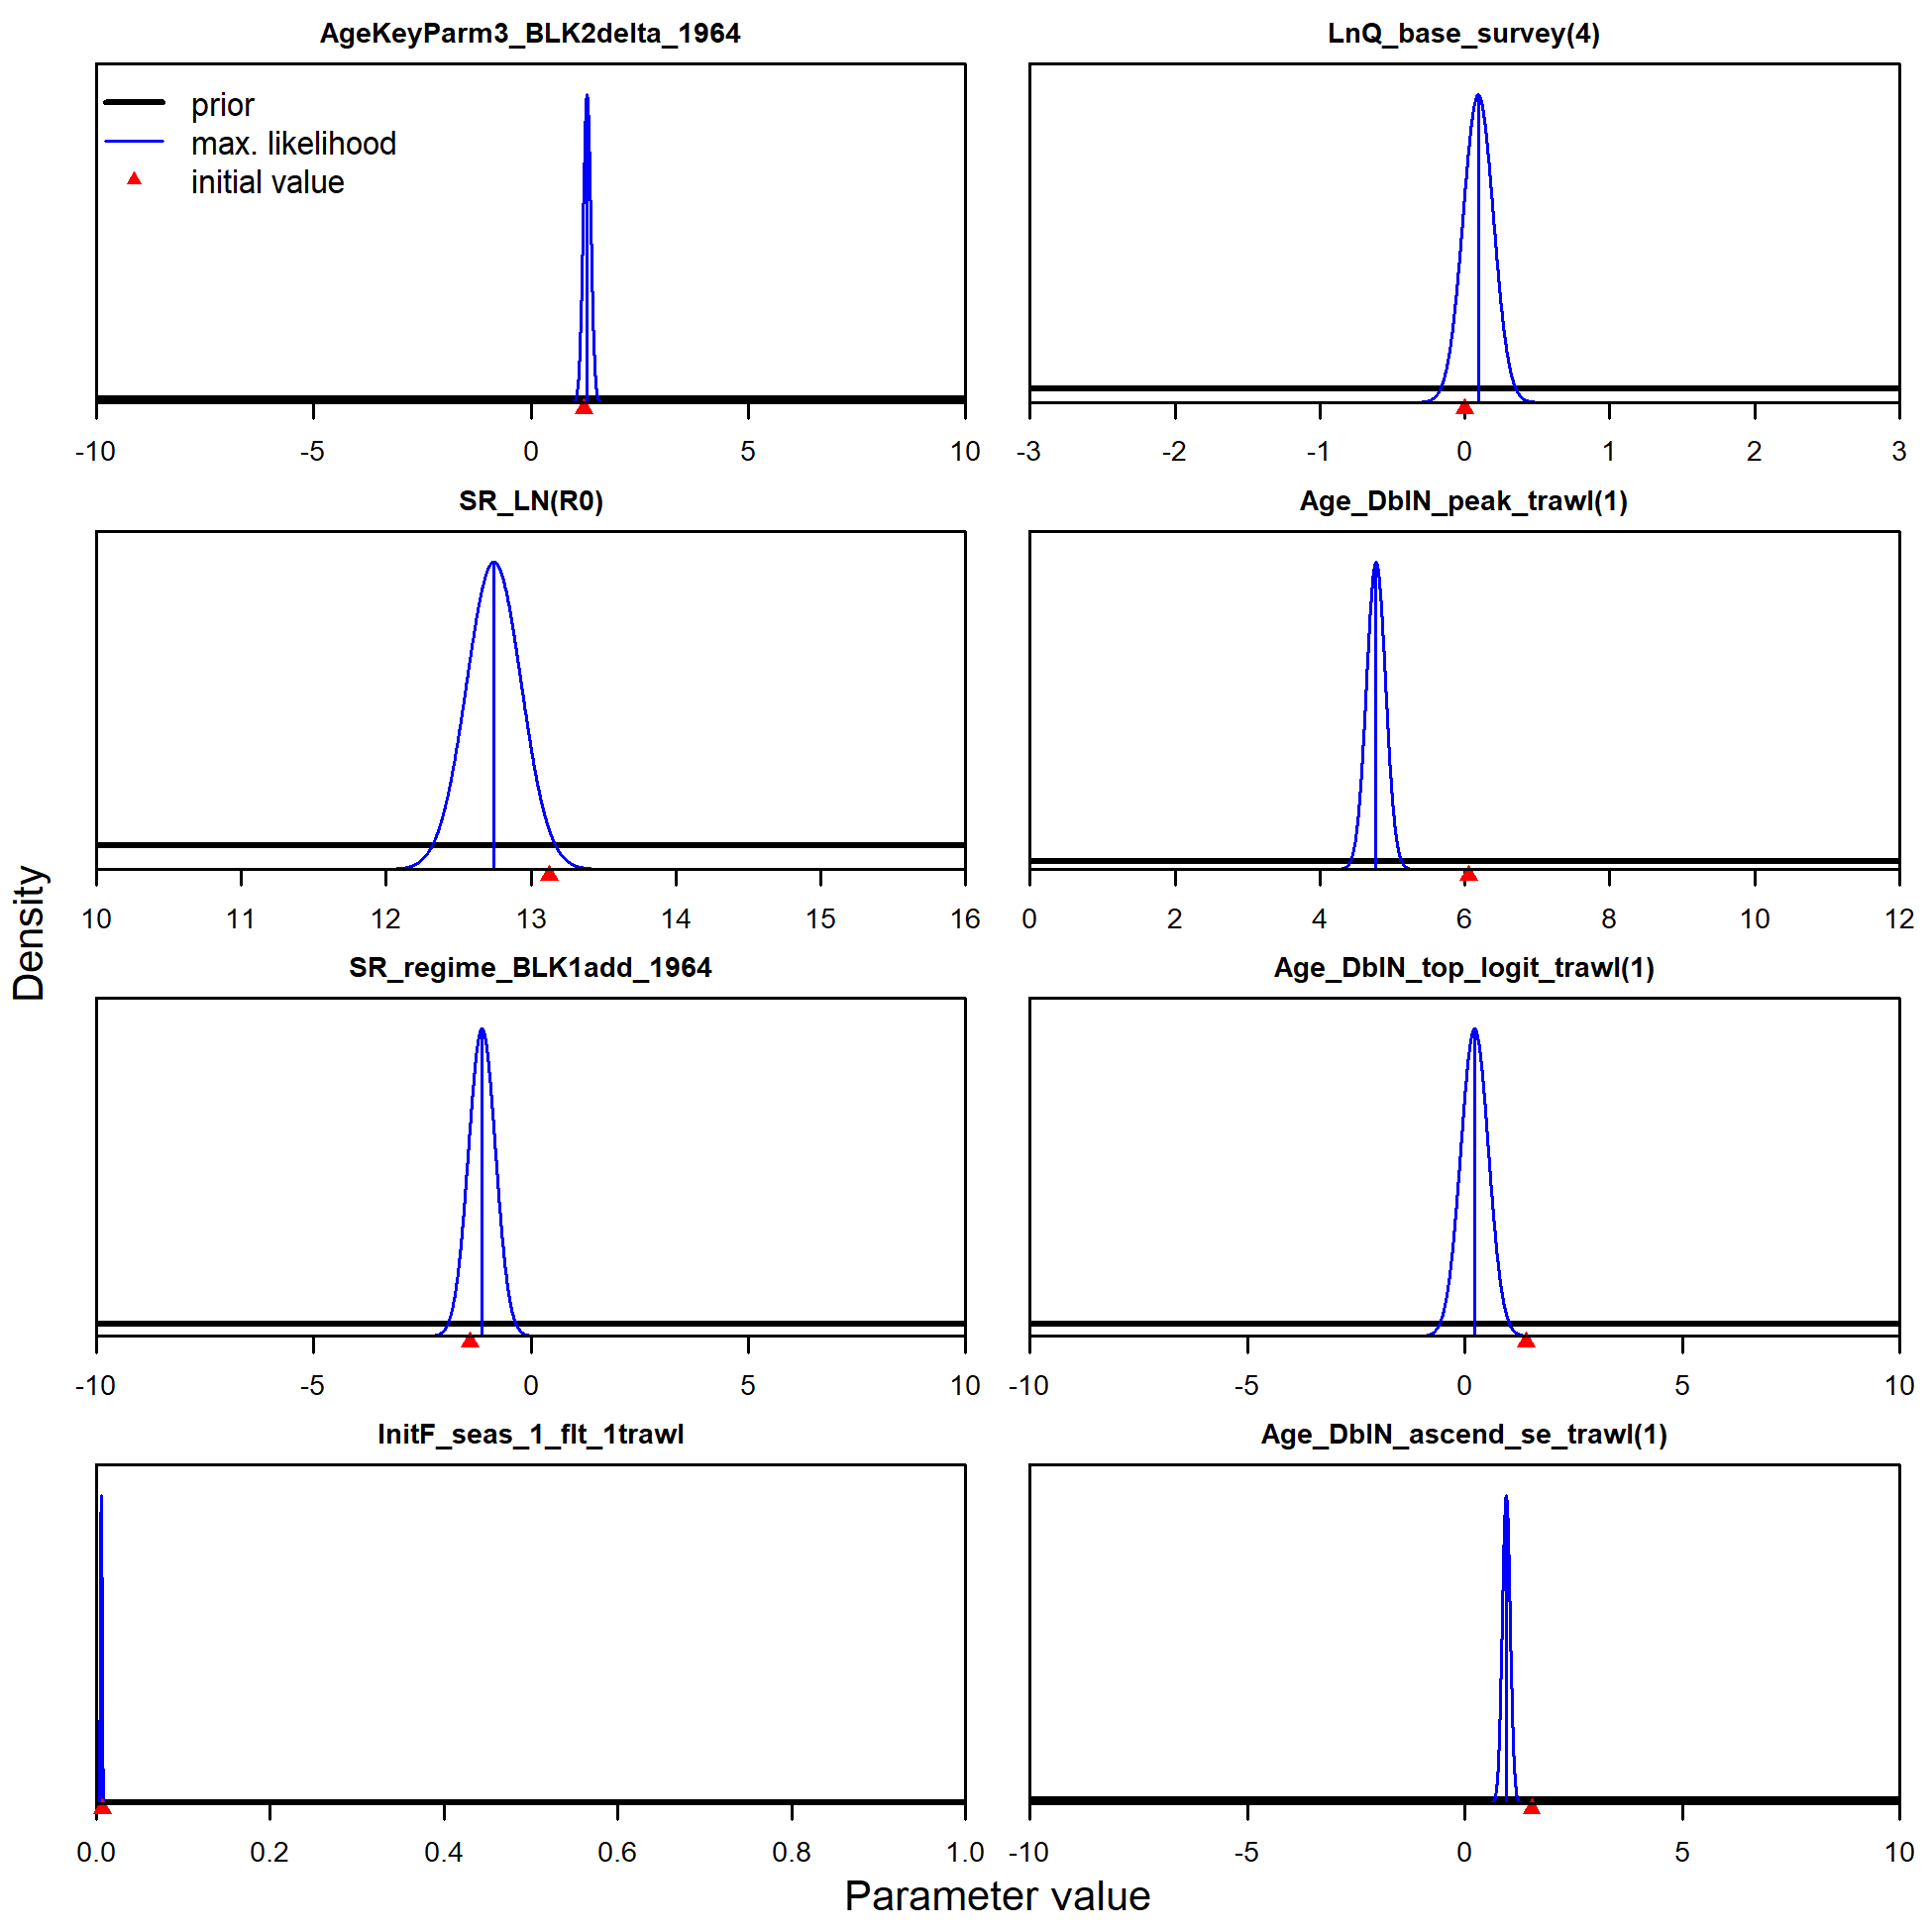 AgeKeyParm3_BLK2delta_1964
prior
max. likelihood
initial value
-10 -5 0 5 10
LnQ_base_survey(4)
-3 -2 -1 0 1 2 3
SR_LN(R0)
10 11 12 13 14 15 16
Age_DblN_peak_trawl(1)
0 2 4 6 8 10 12
SR_regime_BLK1add_1964
-10 -5 0 5 10
Age_DblN_top_logit_trawl(1)
-10 -5 0 5 10
InitF_seas_1_flt_1trawl
0.0 0.2 0.4 0.6 0.8 1.0
Age_DblN_ascend_se_trawl(1)
-10 -5 0 5 10
Density
Parameter value